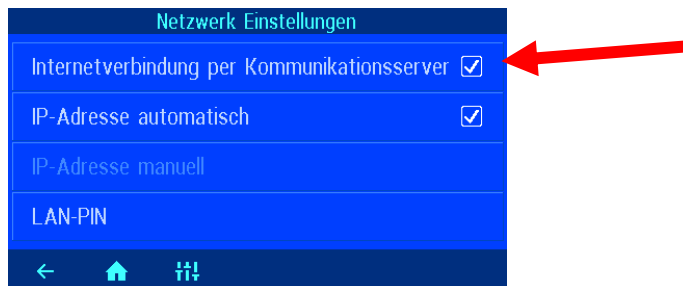 Netzwerk Einstellungen
Internetverbindung per Kommunikationsserver
IP-Adresse automatisch
IP-Adresse manuell
LAN-PIN